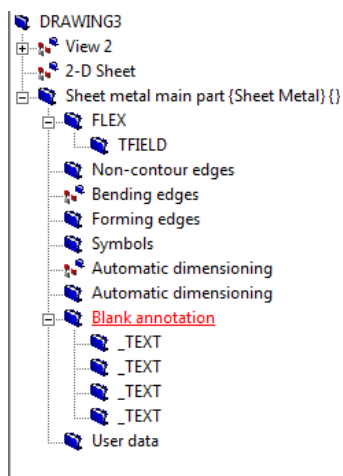 DRAWING3
View 2
2-D Sheet
Sheet metal main part {Sheet Metal} {}
FLEX
TFIELD
Non-contour edges
Bending edges
Forming edges
Symbols
Automatic dimensioning
Automatic dimensioning
Blank annotation
_TEXT
_TEXT
_TEXT
_TEXT
User data